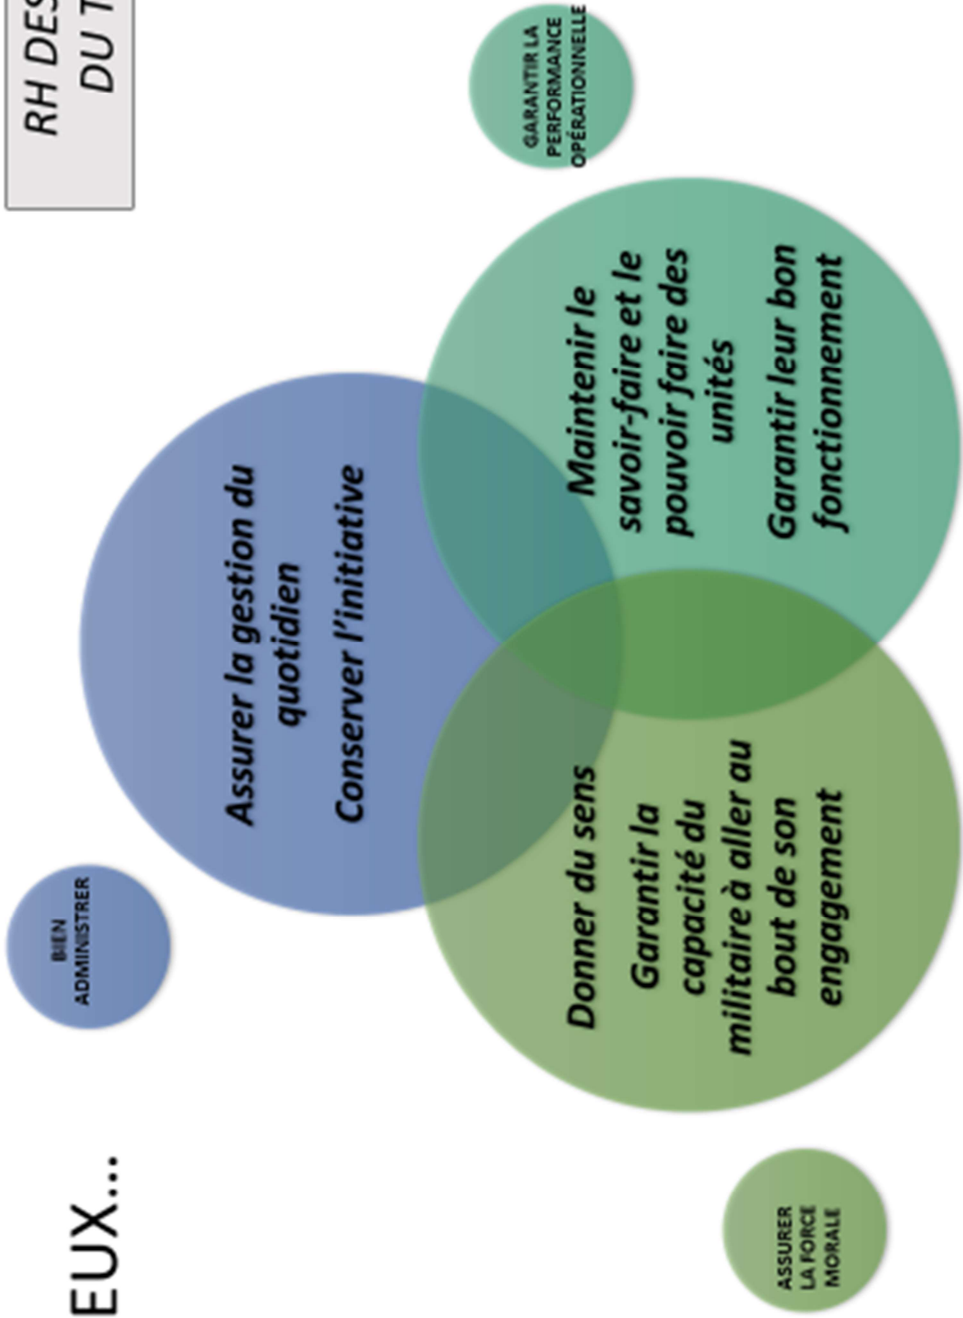 EUX...
RH DES
DU T
BIEN
ADMINISTRER
Assurer la gestion du
quotidien
Conserver l'initiative
Donner du sens
Garantir la
capacité du
militaire à aller au
bout de son
engagement
Maintenir le
savoir-faire et le
pouvoir faire des
unités
Garantir leur bon
fonctionnement
GARANTIR LA
PERFORMANCE
OPÉRATIONNELLE
ASSURER
LA FORCE
MORALE